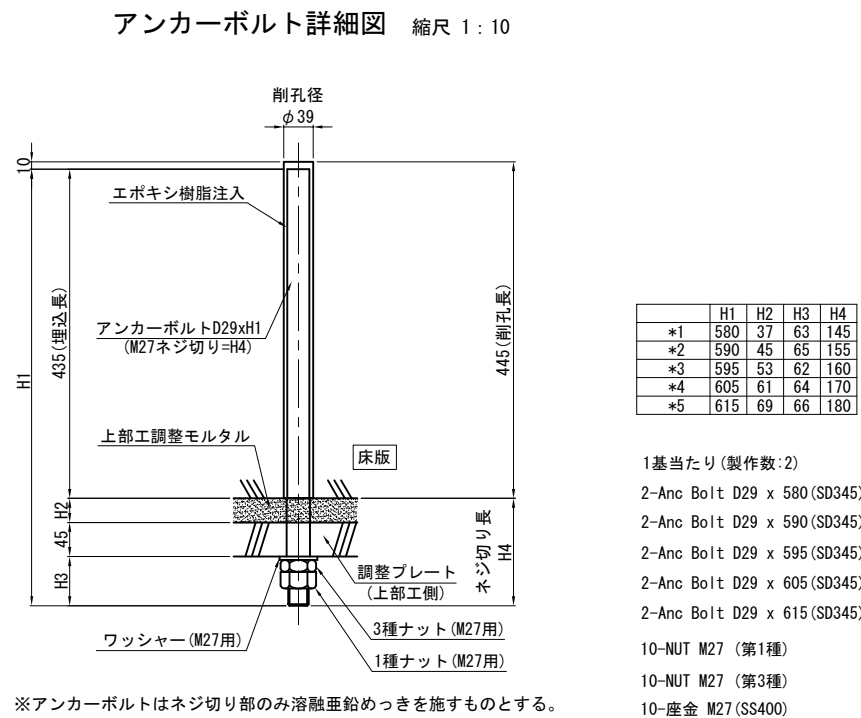 アンカーボルト詳細図 縮尺 1:10
削孔径
φ39
10
エポキシ樹脂注入
435(埋込長)
445(削孔長)
H1
アンカーボルトD29xH1
(M27ネジ切り=H4)
上部工調整モルタル
床版
H2
45
H3
ネジ切り長
H4
調整プレート
(上部工側)
ワッシャー(M27用)
3種ナット(M27用)
1種ナット(M27用)
※アンカーボルトはネジ切り部のみ溶融亜鉛めっきを施すものとする。
H1 H2 H3 H4
*1 580 37 63 145
*2 590 45 65 155
*3 595 53 62 160
*4 605 61 64 170
*5 615 69 66 180
1基当たり(製作数:2)
2-Anc Bolt D29 x 580(SD345)
2-Anc Bolt D29 x 590(SD345)
2-Anc Bolt D29 x 595(SD345)
2-Anc Bolt D29 x 605(SD345)
2-Anc Bolt D29 x 615(SD345)
10-NUT M27 (第1種)
10-NUT M27 (第3種)
10-座金 M27(SS400)